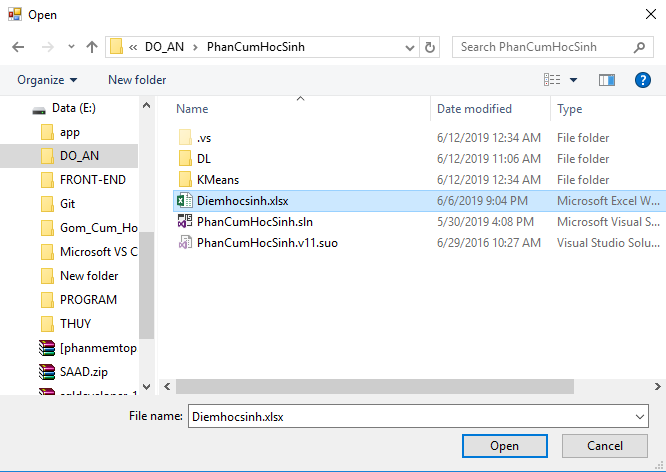 Open
« DO_AN > PhanCumHocSinh
Search PhanCumHocSinh
Organize
New folder
Data (E:)
app
DO_AN
FRONT-END
Git
Gom_Cum_Ho
Microsoft VS C
New folder
PROGRAM
THUY
[phanmemtop
SAAD.zip
Name Date modified Type
.vs 6/12/2019 12:34 AM File folder
DL 6/12/2019 11:06 AM File folder
KMeans 6/12/2019 12:34 AM File folder
Diemhocsinh.xlsx 6/6/2019 9:04 PM Microsoft Excel W...
PhanCumHocSinh.sln 5/30/2019 4:08 PM Microsoft Visual S...
PhanCumHocSinh.v11.suo 6/29/2016 10:27 AM Visual Studio Solu...
File name: Diemhocsinh.xlsx
Open Cancel